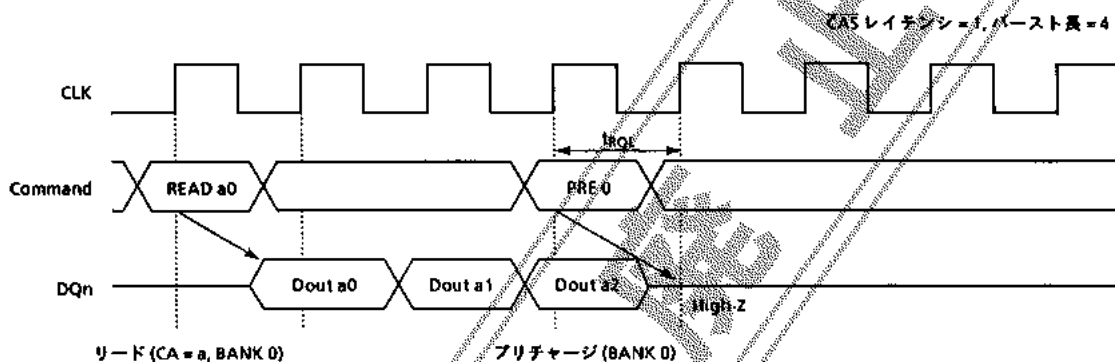 CAS レイテンシ = 1, バースト長 = 4
CLK
tROL
Command
READ a0
PRE 0
DQn
Dout a0
Dout a1
Dout a2
High-Z
リード (CA = a, BANK 0)
プリチャージ (BANK 0)